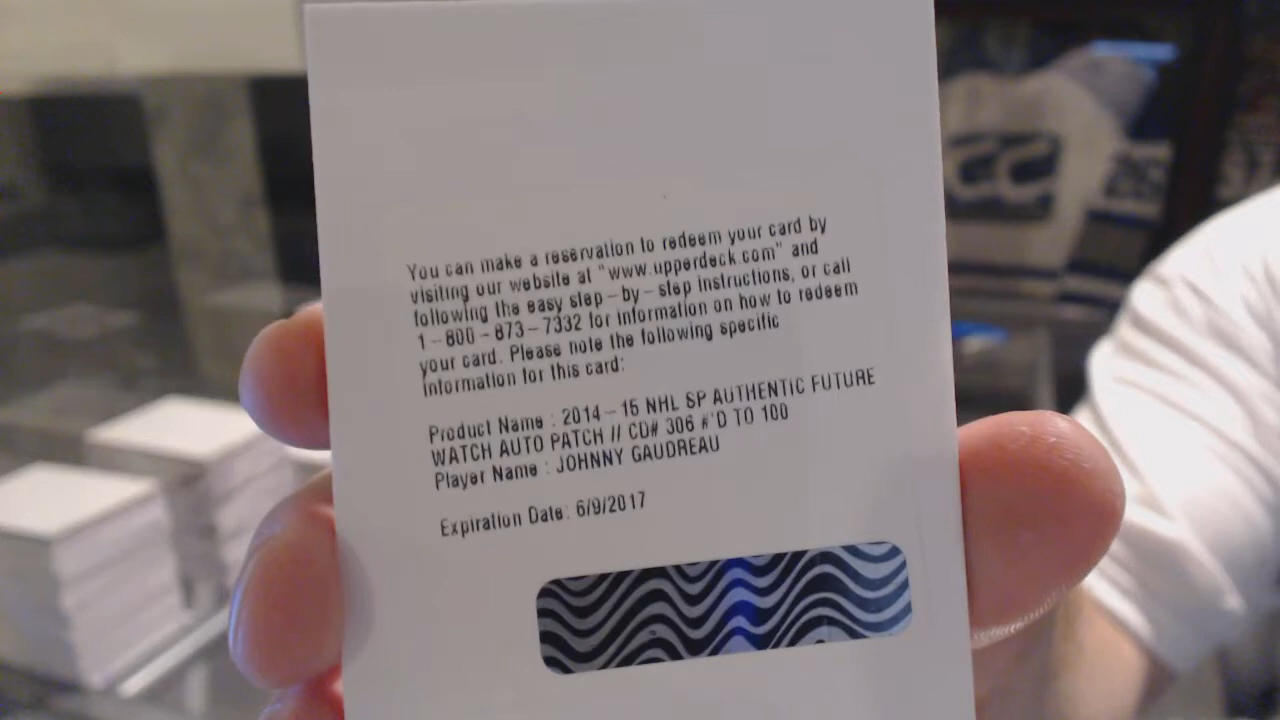 You can make a reservation to redeem your card by
visiting our website at "www.upperdeck.com" and
following the easy step-by-step instructions, or call
1-800-873-7332 for information on how to redeem
your card. Please note the following specific
information for this card:
Product Name : 2014-15 NHL SP AUTHENTIC FUTURE
WATCH AUTO PATCH // CD# 306 #'D TO 100
Player Name : JOHNNY GAUDREAU
Expiration Date: 6/9/2017